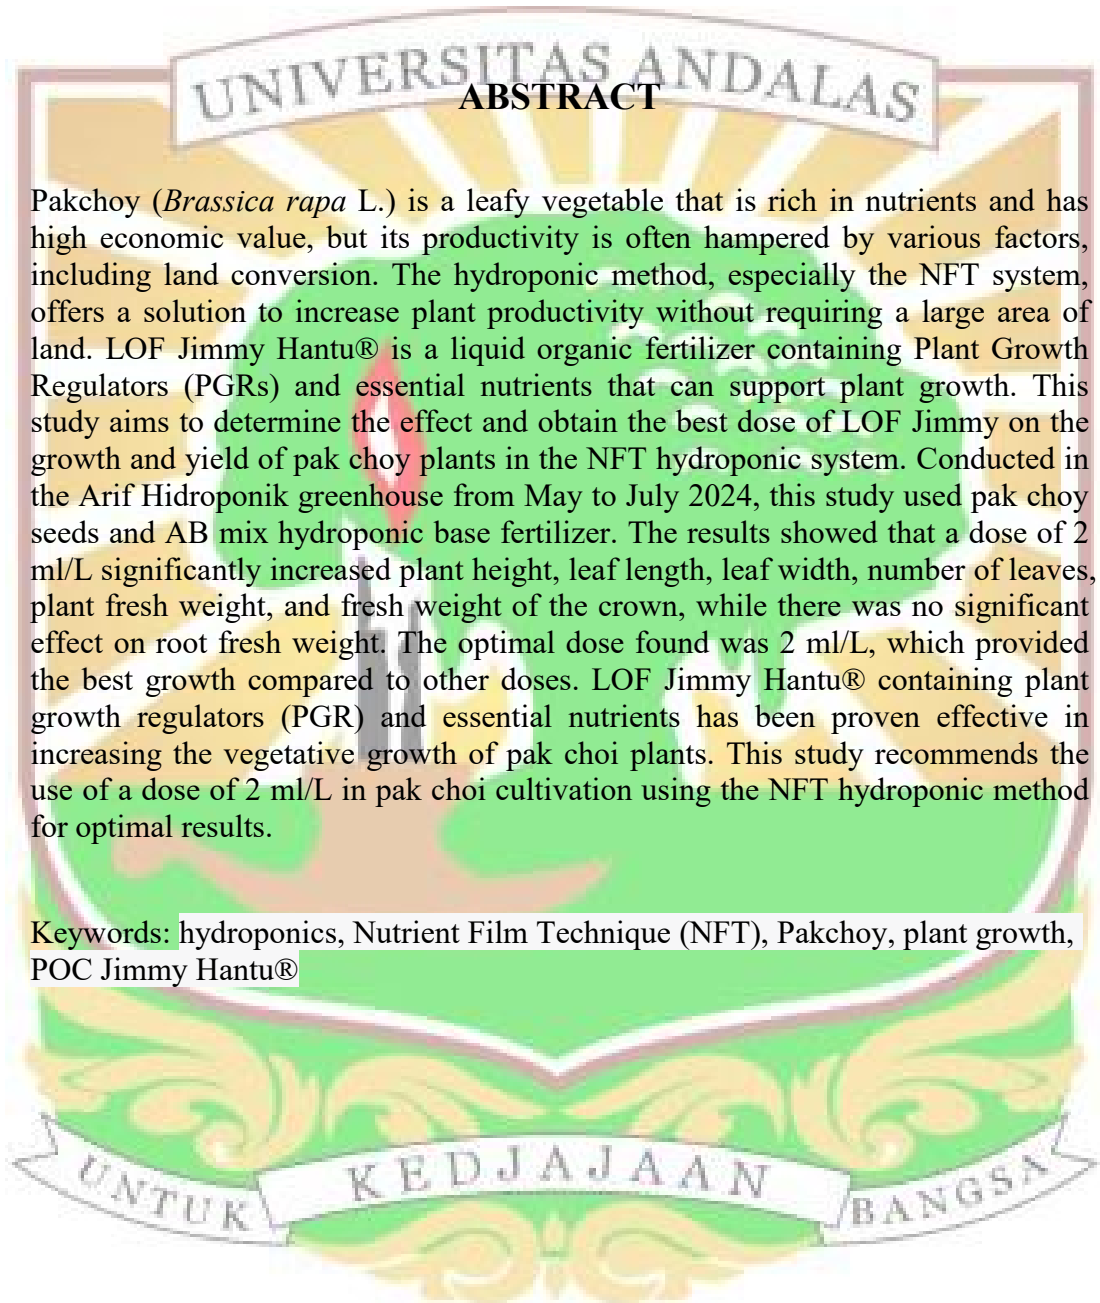 UNIVERSITAS ANDALAS
ABSTRACT
Pakchoy (Brassica rapa L.) is a leafy vegetable that is rich in nutrients and has
high economic value, but its productivity is often hampered by various factors,
including land conversion. The hydroponic method, especially the NFT system,
offers a solution to increase plant productivity without requiring a large area of
land. LOF Jimmy Hantu® is a liquid organic fertilizer containing Plant Growth
Regulators (PGRs) and essential nutrients that can support plant growth. This
study aims to determine the effect and obtain the best dose of LOF Jimmy on the
growth and yield of pak choy plants in the NFT hydroponic system. Conducted in
the Arif Hidroponik greenhouse from May to July 2024, this study used pak choy
seeds and AB mix hydroponic base fertilizer. The results showed that a dose of 2
ml/L significantly increased plant height, leaf length, leaf width, number of leaves,
plant fresh weight, and fresh weight of the crown, while there was no significant
effect on root fresh weight. The optimal dose found was 2 ml/L, which provided
the best growth compared to other doses. LOF Jimmy Hantu® containing plant
growth regulators (PGR) and essential nutrients has been proven effective in
increasing the vegetative growth of pak choi plants. This study recommends the
use of a dose of 2 ml/L in pak choi cultivation using the NFT hydroponic method
for optimal results.
Keywords: hydroponics, Nutrient Film Technique (NFT), Pakchoy, plant growth,
POC Jimmy Hantu®
UNTUK KEDJAJAAN BANGSA